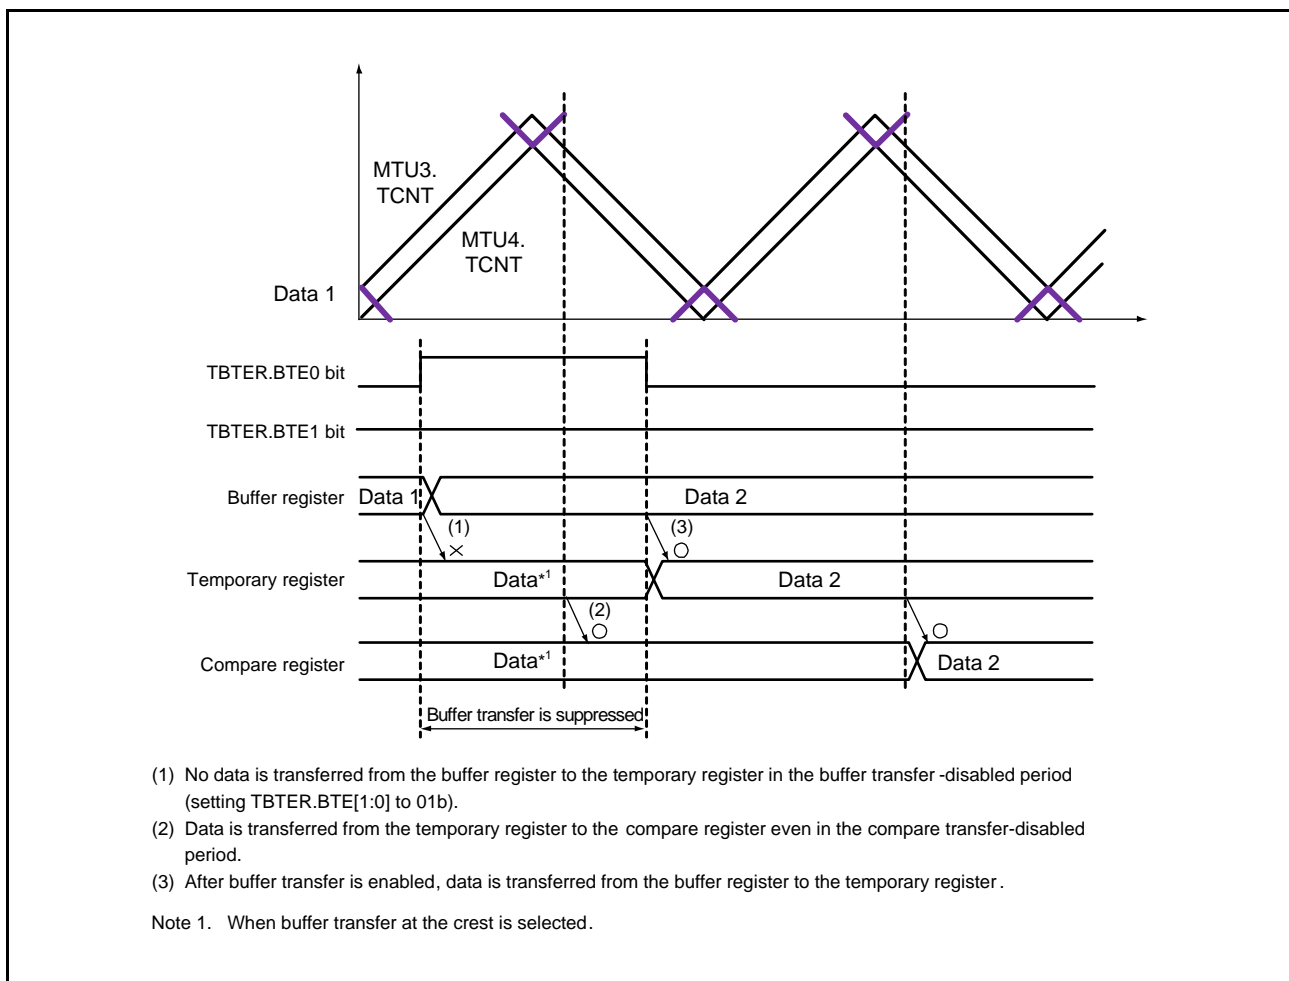 MTU3.
TCNT
MTU4.
TCNT
Data 1
TBTER.BTE0 bit
TBTER.BTE1 bit
Buffer register
Data 1
Data 2
(1)
(3)
Temporary register
Data*1
Data 2
(2)
Compare register
Data*1
Data 2
Buffer transfer is suppressed
(1) No data is transferred from the buffer register to the temporary register in the buffer transfer -disabled period
(setting TBTER.BTE[1:0] to 01b).
(2) Data is transferred from the temporary register to the compare register even in the compare transfer-disabled
period.
(3) After buffer transfer is enabled, data is transferred from the buffer register to the temporary register.
Note 1. When buffer transfer at the crest is selected.